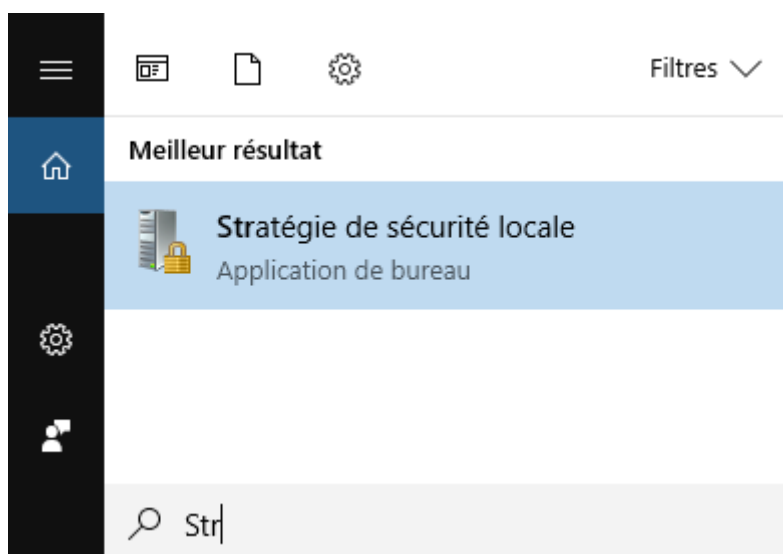 Filtres
Meilleur résultat
Stratégie de sécurité locale
Application de bureau
Str